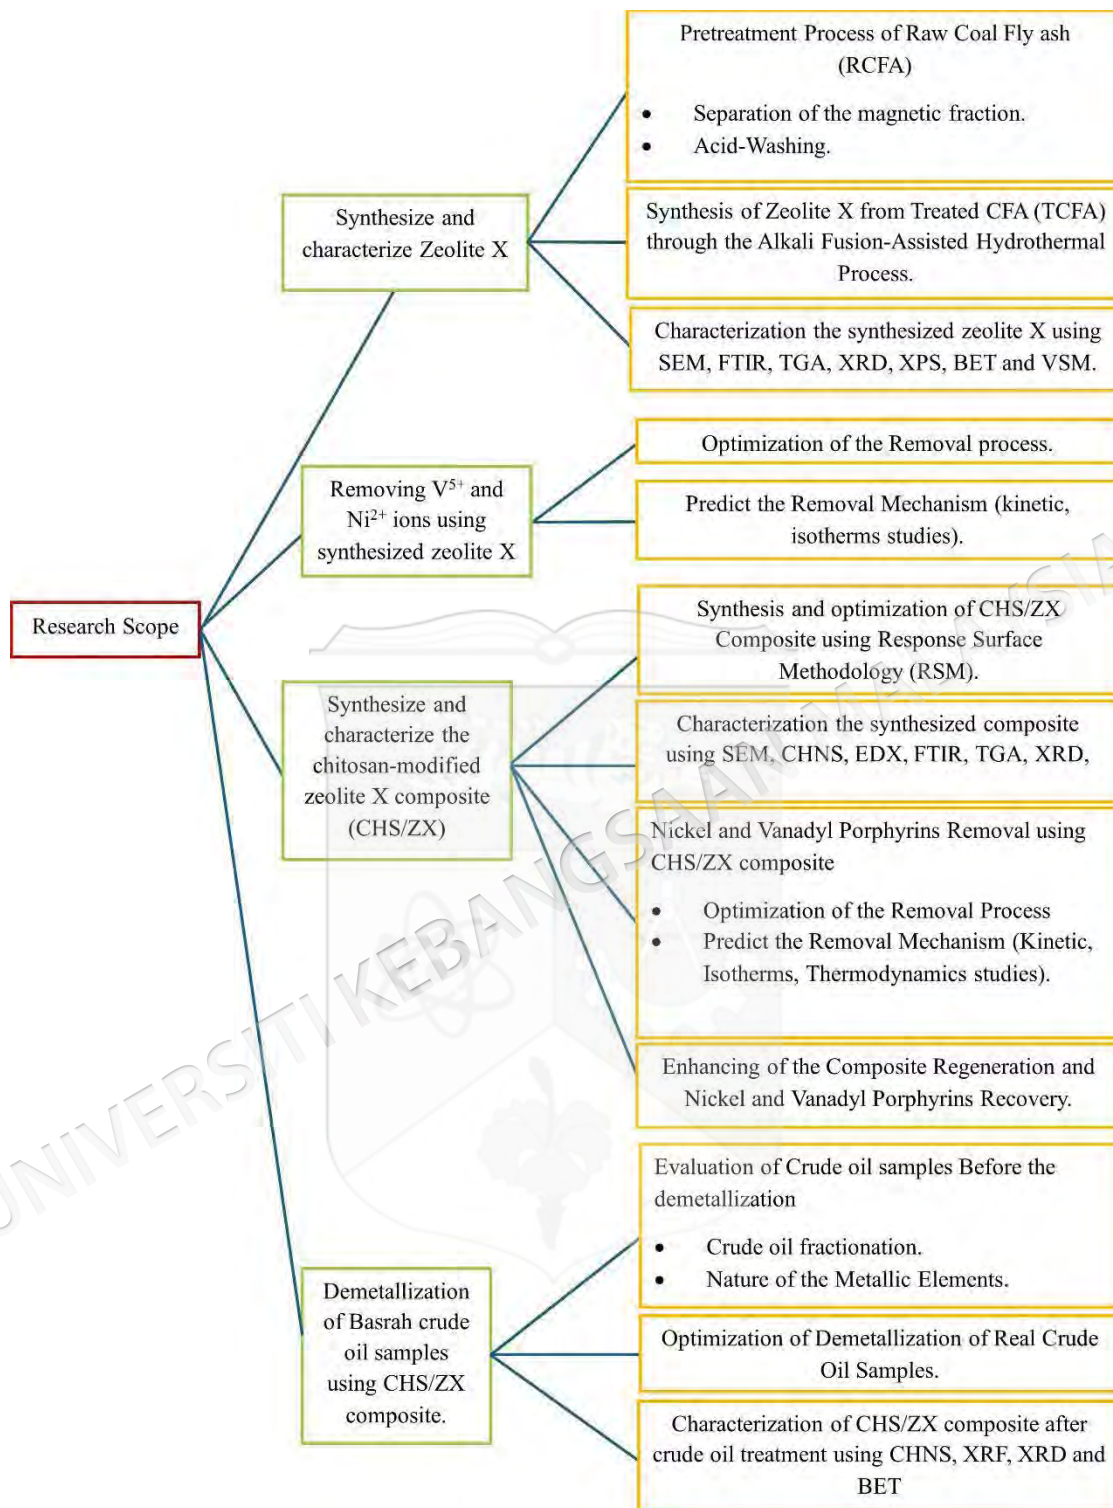 Pretreatment Process of Raw Coal Fly ash
(RCFA)
• Separation of the magnetic fraction.
• Acid-Washing.
Synthesize and
characterize Zeolite X
Synthesis of Zeolite X from Treated CFA (TCFA)
through the Alkali Fusion-Assisted Hydrothermal
Process.
Characterization the synthesized zeolite X using
SEM, FTIR, TGA, XRD, XPS, BET and VSM.
Removing V⁵⁺ and
Ni²⁺ ions using
synthesized zeolite X
Optimization of the Removal process.
Predict the Removal Mechanism (kinetic,
isotherms studies).
Research Scope
Synthesize and
characterize the
chitosan-modified
zeolite X composite
(CHS/ZX)
Synthesis and optimization of CHS/ZX
Composite using Response Surface
Methodology (RSM).
Characterization the synthesized composite
using SEM, CHNS, EDX, FTIR, TGA, XRD,
Nickel and Vanadyl Porphyrins Removal using
CHS/ZX composite
• Optimization of the Removal Process
• Predict the Removal Mechanism (Kinetic,
Isotherms, Thermodynamics studies).
Enhancing of the Composite Regeneration and
Nickel and Vanadyl Porphyrins Recovery.
Demetallization
of Basrah crude
oil samples
using CHS/ZX
composite.
Evaluation of Crude oil samples Before the
demetallization
• Crude oil fractionation.
• Nature of the Metallic Elements.
Optimization of Demetallization of Real Crude
Oil Samples.
Characterization of CHS/ZX composite after
crude oil treatment using CHNS, XRF, XRD and
BET
UNIVERSITI KEBANGSAAN MALAYSIA